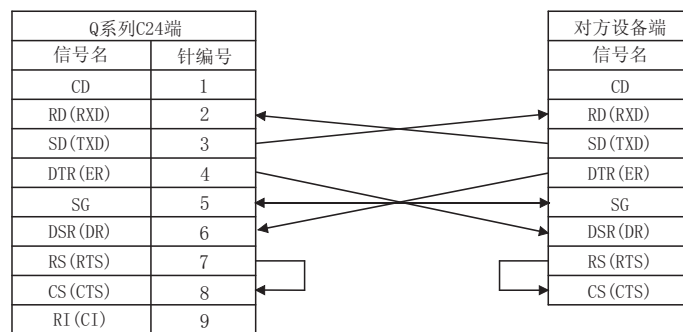 Q系列C24端 对方设备端
信号名 针编号 信号名
CD 1 CD
RD(RXD) 2 RD(RXD)
SD(TXD) 3 SD(TXD)
DTR(ER) 4 DTR(ER)
SG 5 SG
DSR(DR) 6 DSR(DR)
RS(RTS) 7 RS(RTS)
CS(CTS) 8 CS(CTS)
RI(CI) 9